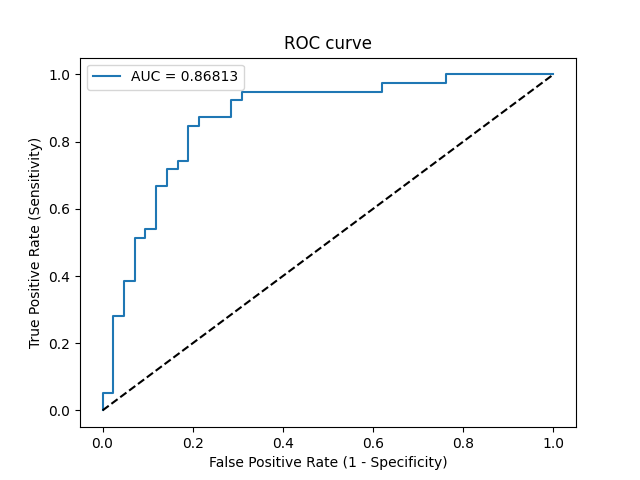 ROC curve
AUC = 0.86813
1.0
0.8
0.6
0.4
0.2
0.0
True Positive Rate (Sensitivity)
0.0 0.2 0.4 0.6 0.8 1.0
False Positive Rate (1 - Specificity)